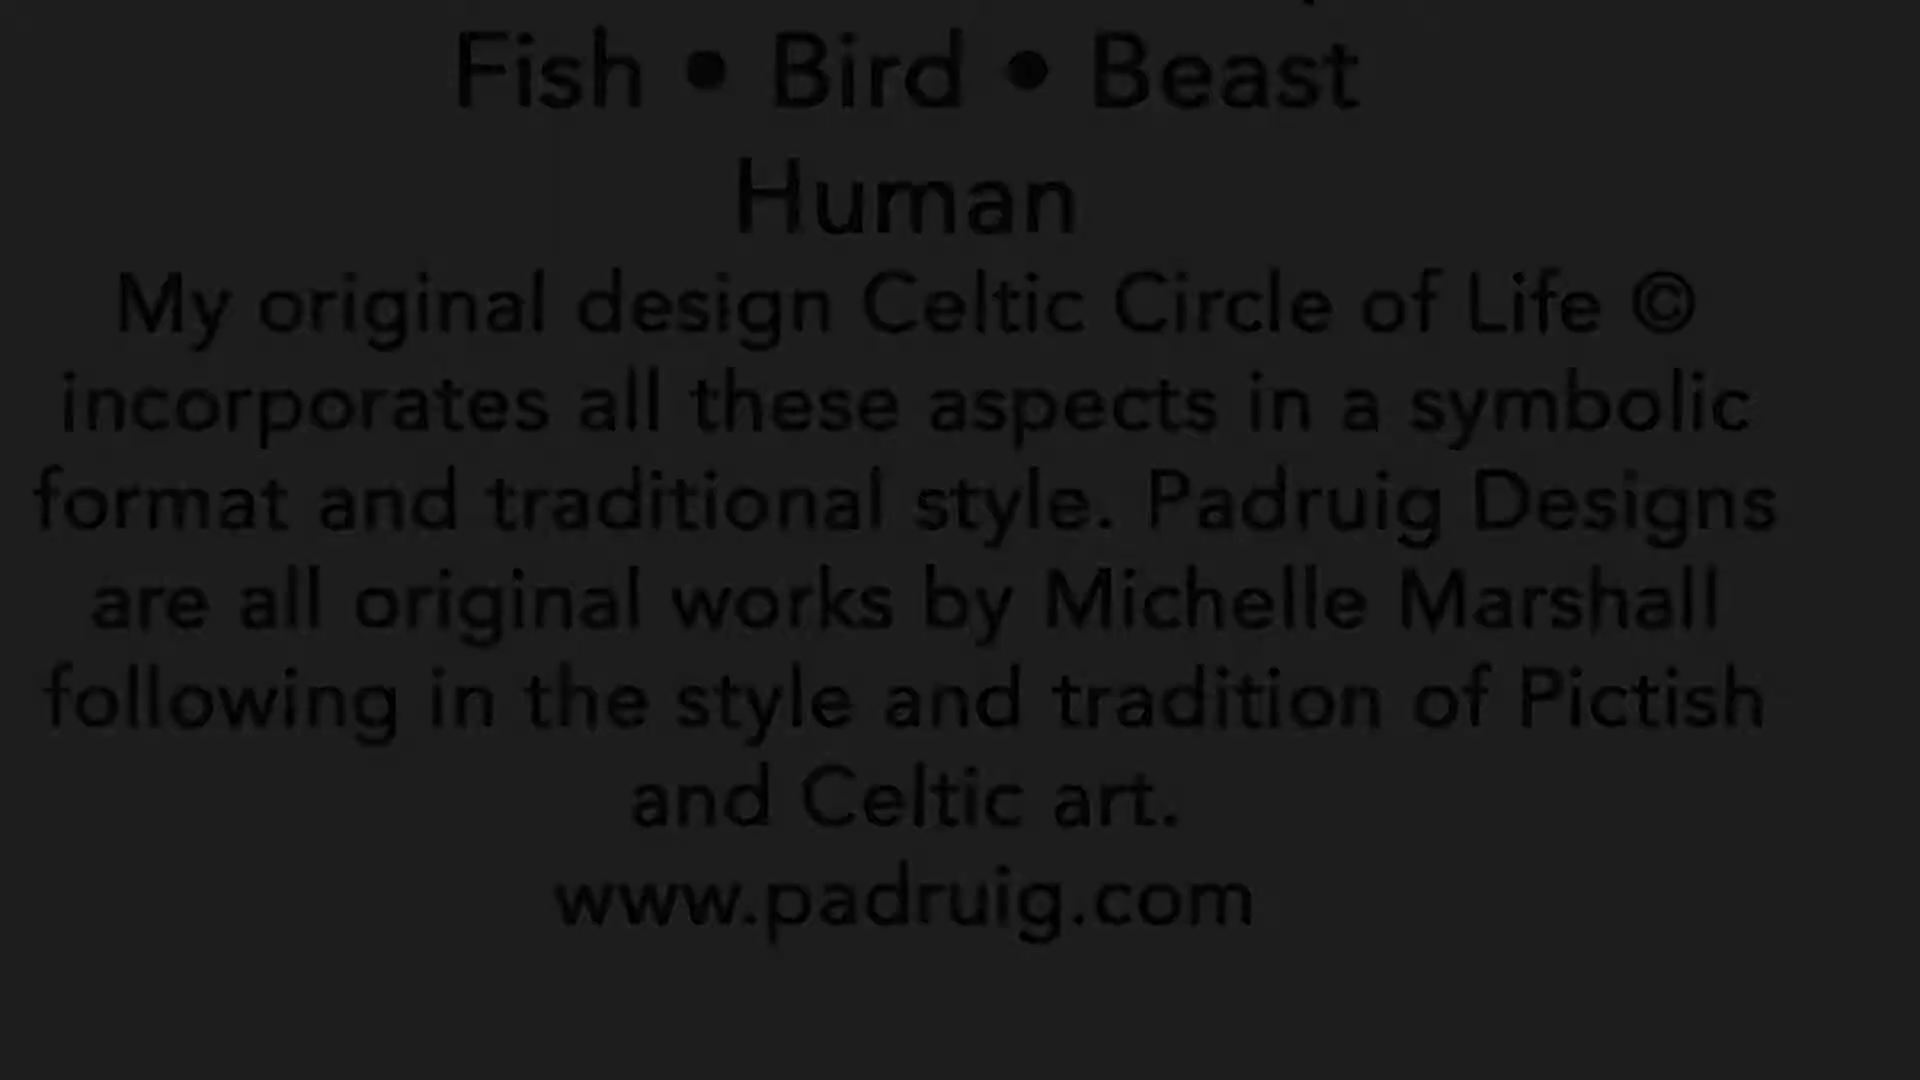 Fish • Bird • Beast
Human
My original design Celtic Circle of Life ©
incorporates all these aspects in a symbolic
format and traditional style. Padruig Designs
are all original works by Michelle Marshall
following in the style and tradition of Pictish
and Celtic art.
www.padruig.com